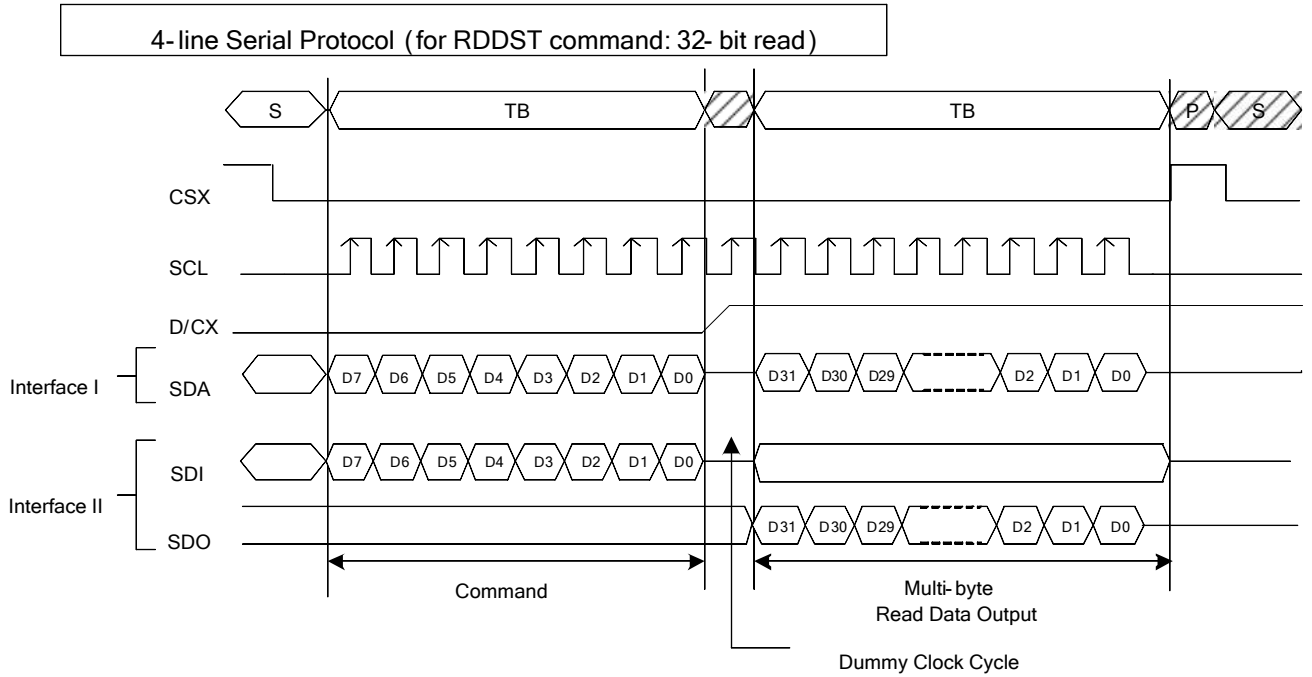 4-line Serial Protocol (for RDDST command: 32-bit read)
S TB TB P S
CSX
SCL
D/CX
Interface I
SDA
D7 D6 D5 D4 D3 D2 D1 D0 D31 D30 D29 D2 D1 D0
Interface II
SDI
D7 D6 D5 D4 D3 D2 D1 D0
SDO
D31 D30 D29 D2 D1 D0
Command
Multi-byte
Read Data Output
Dummy Clock Cycle